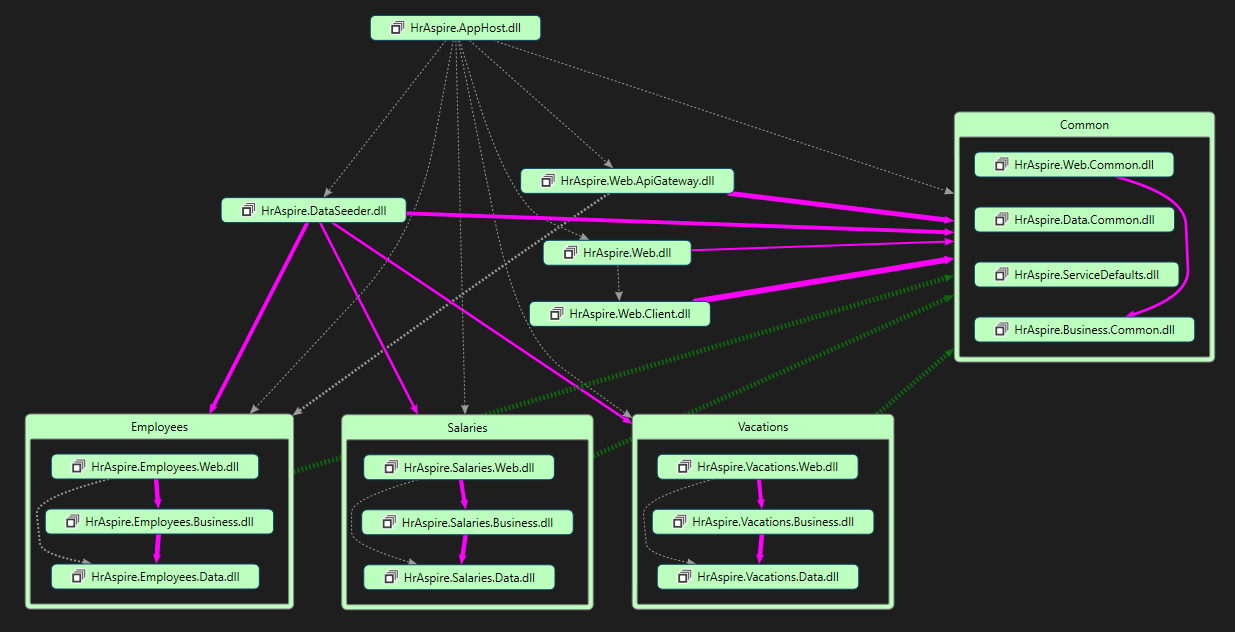 HrAspire.AppHost.dll
Common
HrAspire.Web.Common.dll
HrAspire.Web.ApiGateway.dll
HrAspire.DataSeeder.dll
HrAspire.Data.Common.dll
HrAspire.Web.dll
HrAspire.ServiceDefaults.dll
HrAspire.Web.Client.dll
HrAspire.Business.Common.dll
Employees
HrAspire.Employees.Web.dll
HrAspire.Employees.Business.dll
HrAspire.Employees.Data.dll
Salaries
HrAspire.Salaries.Web.dll
HrAspire.Salaries.Business.dll
HrAspire.Salaries.Data.dll
Vacations
HrAspire.Vacations.Web.dll
HrAspire.Vacations.Business.dll
HrAspire.Vacations.Data.dll